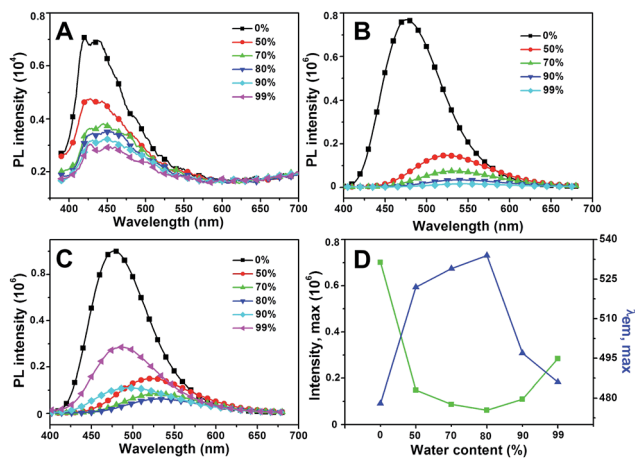 A
0%
50%
70%
80%
90%
99%
PL intensity (10⁴)
0.8
0.6
0.4
0.2
400 450 500 550 600 650 700
Wavelength (nm)
B
0%
50%
70%
90%
99%
PL intensity (10⁶)
0.8
0.6
0.4
0.2
0.0
400 450 500 550 600 650 700
Wavelength (nm)
C
0%
50%
70%
80%
90%
99%
PL intensity (10⁶)
0.8
0.6
0.4
0.2
0.0
400 450 500 550 600 650 700
Wavelength (nm)
D
Intensity, max (10⁶)
0.8
0.6
0.4
0.2
0.0
540
525
510
495
480
λem, max
0 50 70 80 90 99
Water content (%)